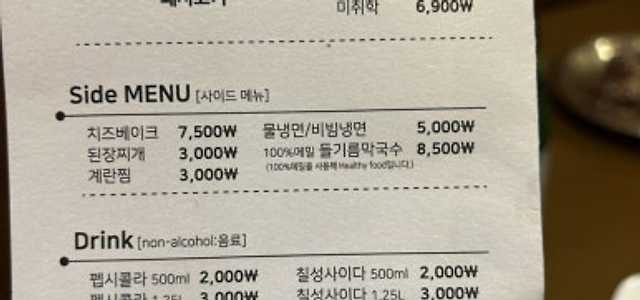 미취학 6,900₩
Side MENU [사이드 메뉴]
치즈베이크 7,500₩ 물냉면/비빔냉면 5,000₩
된장찌개 3,000₩ 100%메밀 들기름막국수 8,500₩
(100%메밀을 사용해 Healthy food입니다.)
계란찜 3,000₩
Drink [non-alcohol:음료]
펩시콜라 500ml 2,000₩ 칠성사이다 500ml 2,000₩
펩시콜라 1.25L 3,000₩ 칠성사이다 1.25L 3,000₩